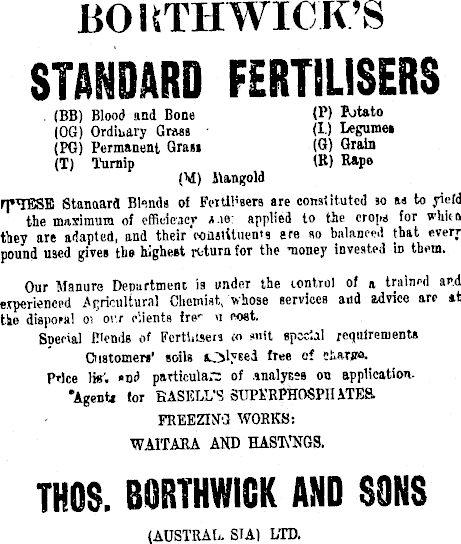 BORTHWICK'S
STANDARD FERTILISERS
(BB) Blood and Bone (P) Potato
(OG) Ordinary Grass (L) Legumes
(PG) Permanent Grass (G) Grain
(T) Turnip (R) Rape
(M) Mangold
THESE Standard Blends of Fertilisers are constituted so as to yield
the maximum of efficiency when applied to the crops for which
they are adapted, and their constituents are so balanced that every
pound used gives the highest return for the money invested in them.
Our Manure Department is under the control of a trained and
experienced Agricultural Chemist, whose services and advice are at
the disposal of our clients free of cost.
Special Blends of Fertilisers to suit special requirements
Customers' soils analysed free of charge.
Price list and particulars of analyses on application.
*Agents for RASELL'S SUPERPHOSPHATES.
FREEZING WORKS:
WAITARA AND HASTINGS.
THOS. BORTHWICK AND SONS
(AUSTRALASIA) LTD.